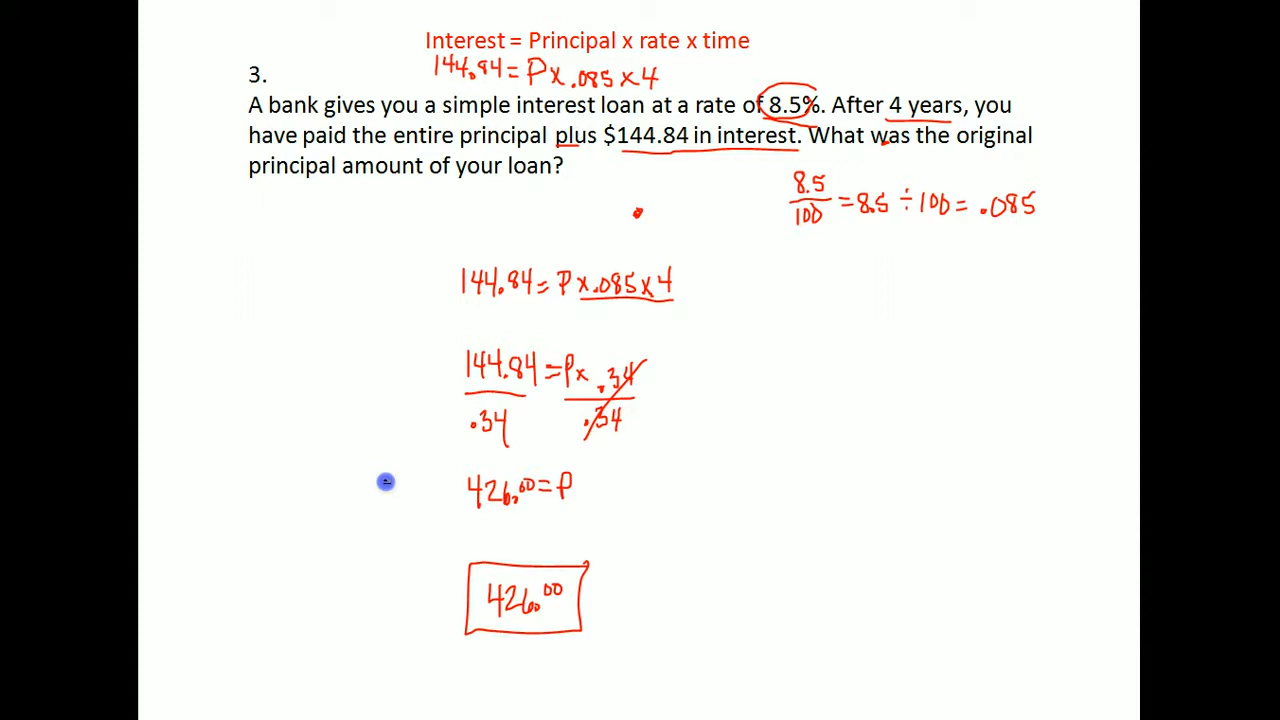 Interest = Principal x rate x time
144.84 = P x .085 x 4
3.
A bank gives you a simple interest loan at a rate of 8.5%. After 4 years, you
have paid the entire principal plus $144.84 in interest. What was the original
principal amount of your loan?
8.5
100
= 8.5 ÷ 100 = .085
144.84 = P x .085 x 4
144.84 = P x .34
.34 .34
426.00 = P
426.00